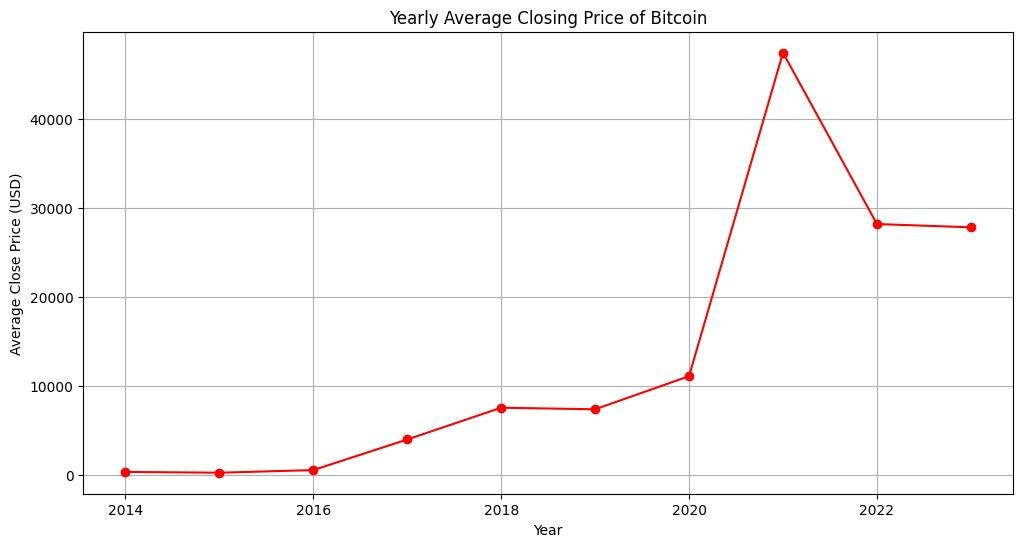 Yearly Average Closing Price of Bitcoin
Average Close Price (USD)
40000
30000
20000
10000
0
2014 2016 2018 2020 2022
Year